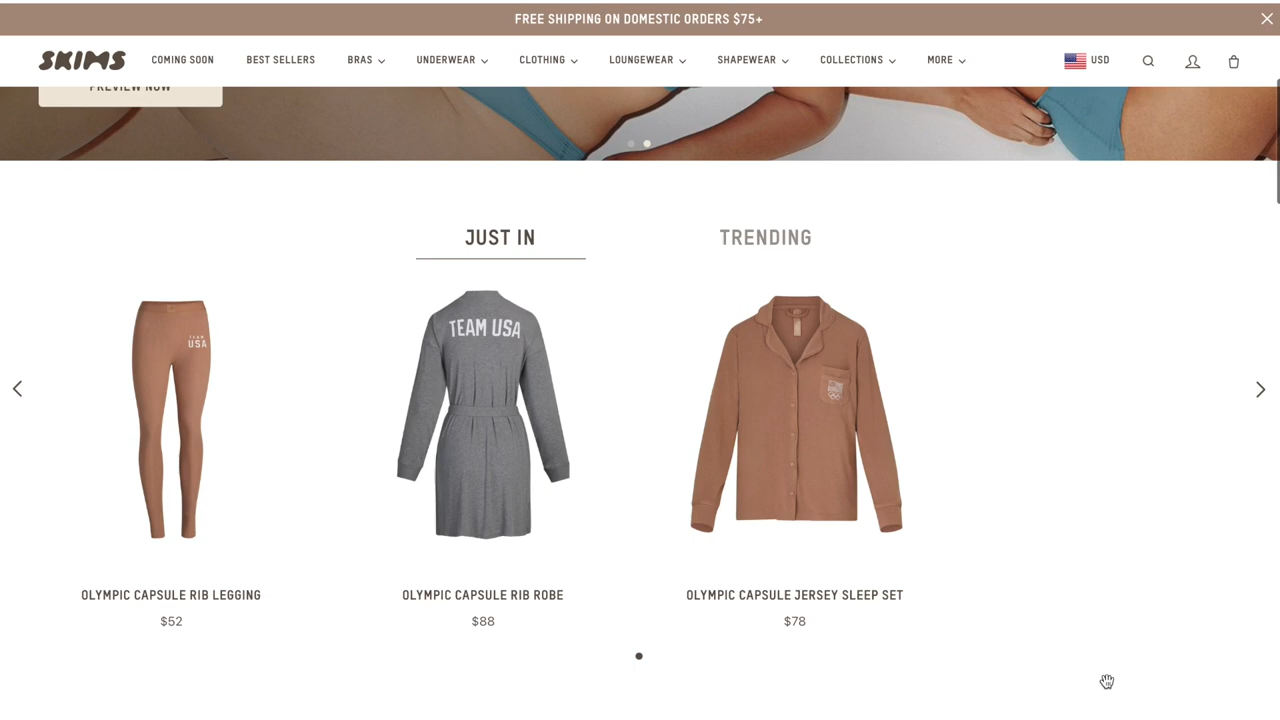 FREE SHIPPING ON DOMESTIC ORDERS $75+
SKIMS COMING SOON BEST SELLERS BRAS UNDERWEAR CLOTHING LOUNGEWEAR SHAPEWEAR COLLECTIONS MORE USD
PREVIEW NOW
JUST IN TRENDING
TEAM
USA
TEAM USA
OLYMPIC CAPSULE RIB LEGGING
$52
OLYMPIC CAPSULE RIB ROBE
$88
OLYMPIC CAPSULE JERSEY SLEEP SET
$78